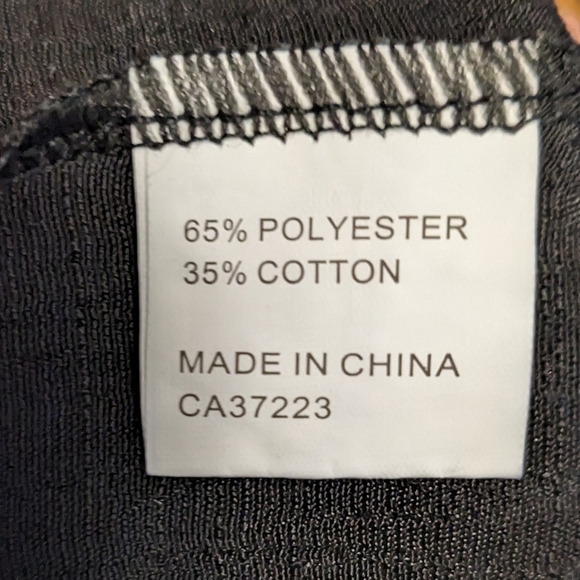 65% POLYESTER
35% COTTON
MADE IN CHINA
CA37223